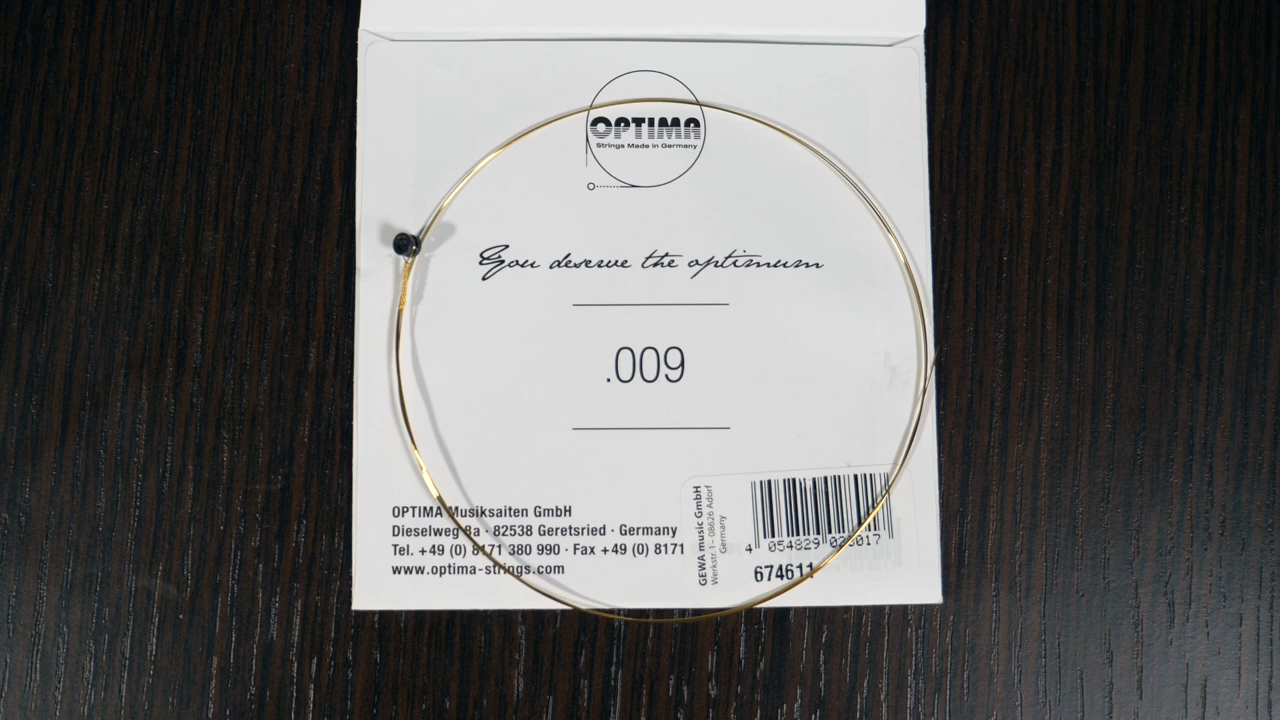 OPTIMA
Strings Made in Germany
You deserve the optimum
.009
OPTIMA Musiksaiten GmbH
Dieselweg 8a · 82538 Geretsried · Germany
Tel. +49 (0) 8171 380 990 · Fax +49 (0) 8171
www.optima-strings.com
GEWA music GmbH
Werkstr. 1 – 08626 Adorf
Germany
4 054829
674611